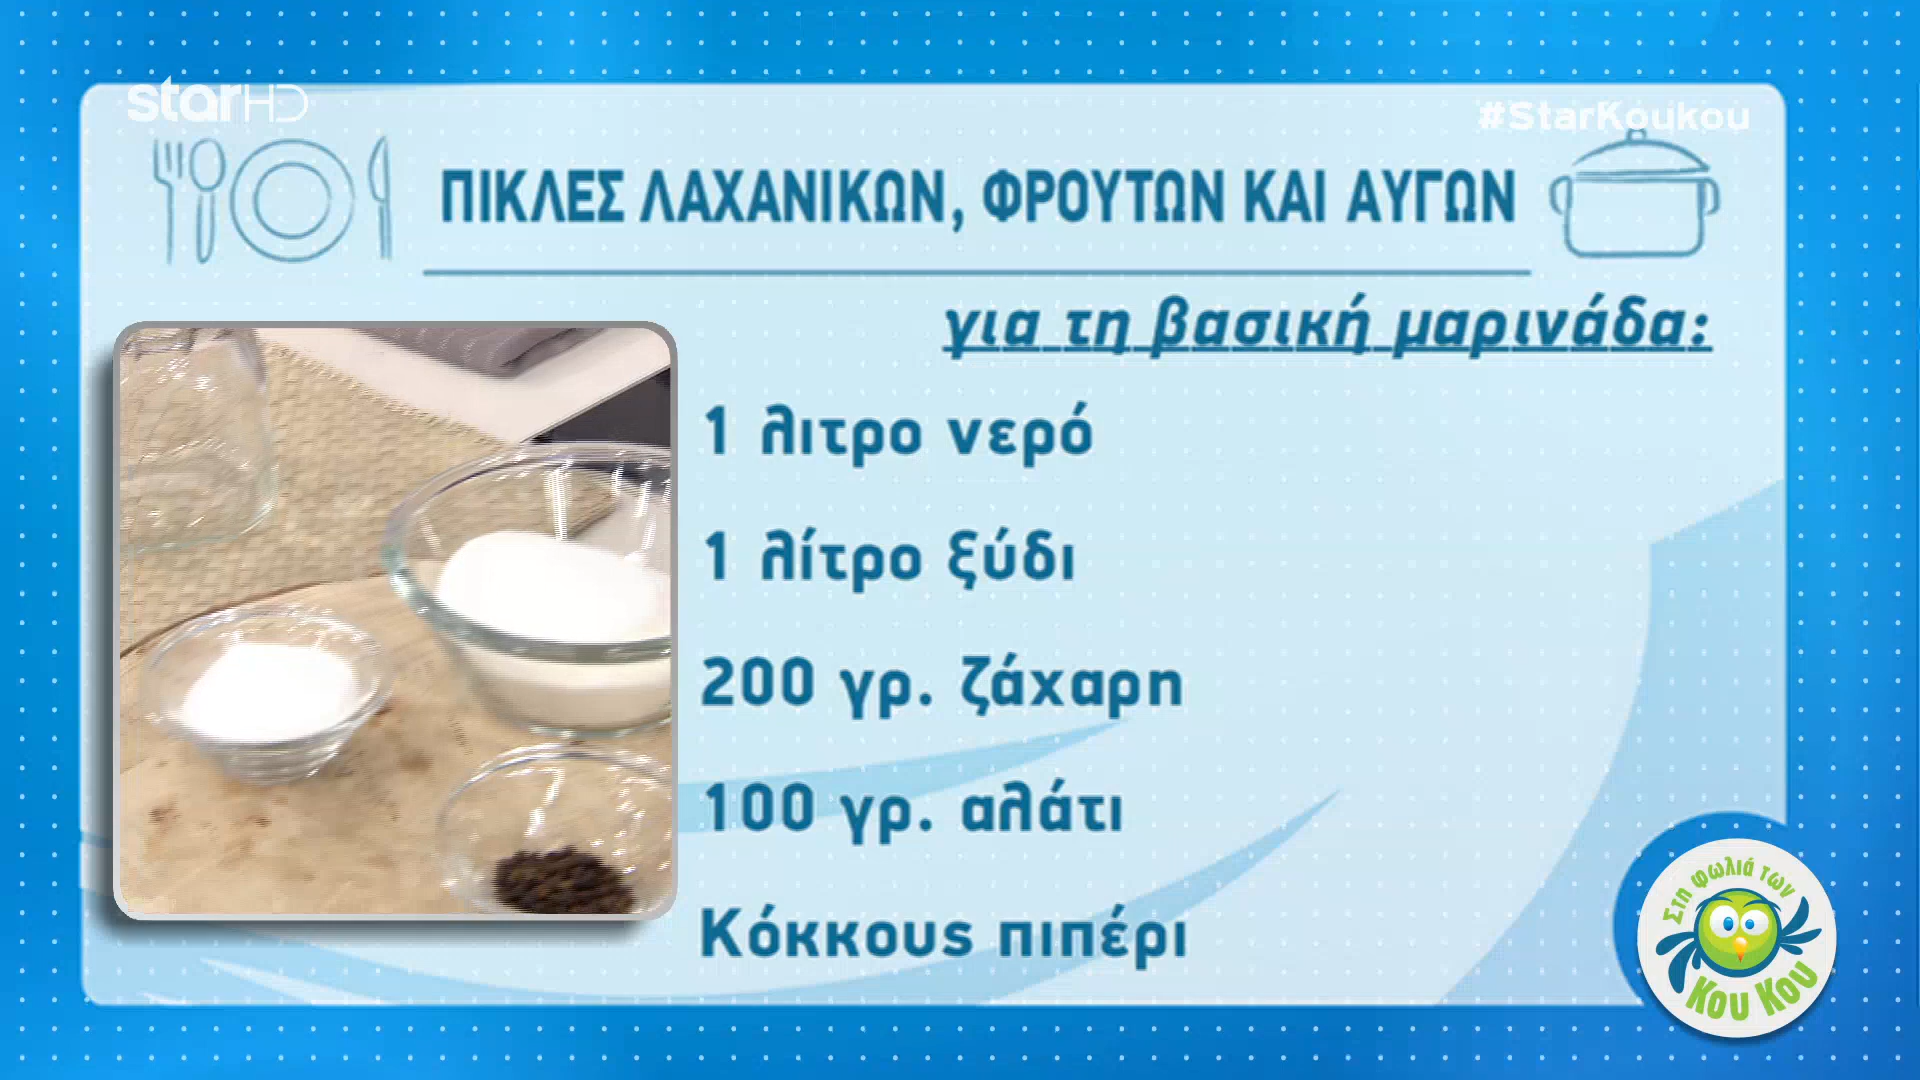 starHD
#StarKoukou
ΠΙΚΛΕΣ ΛΑΧΑΝΙΚΩΝ, ΦΡΟΥΤΩΝ ΚΑΙ ΑΥΓΩΝ
για τη βασική μαρινάδα:
1 λιτρο νερό
1 λίτρο ξύδι
200 γρ. ζάχαρη
100 γρ. αλάτι
Κόκκους πιπέρι
Στη φωλιά των
Κου Κου